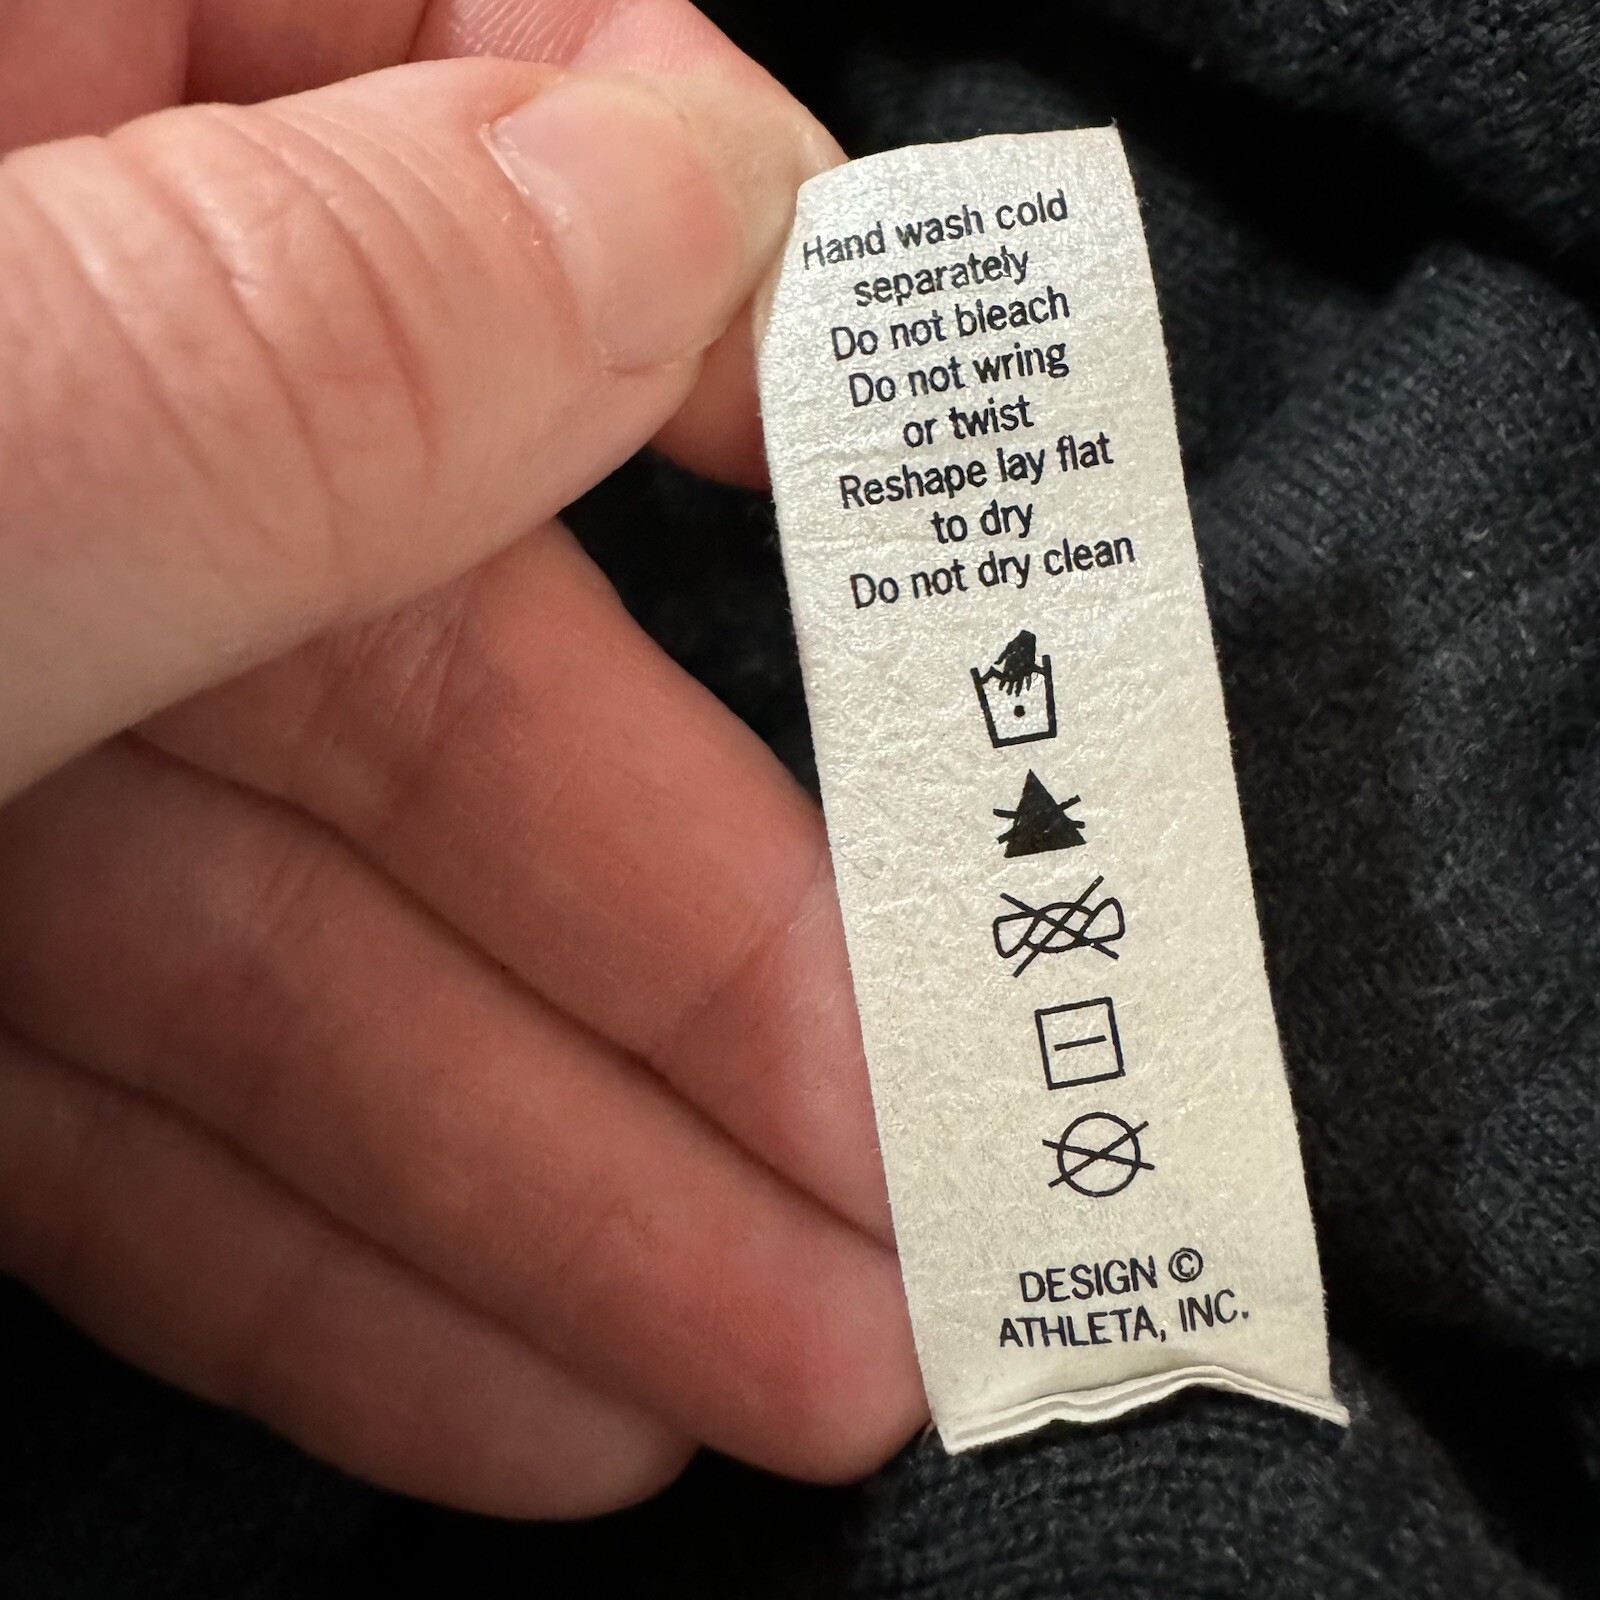 Hand wash cold
separately
Do not bleach
Do not wring
or twist
Reshape lay flat
to dry
Do not dry clean
DESIGN ©
ATHLETA, INC.